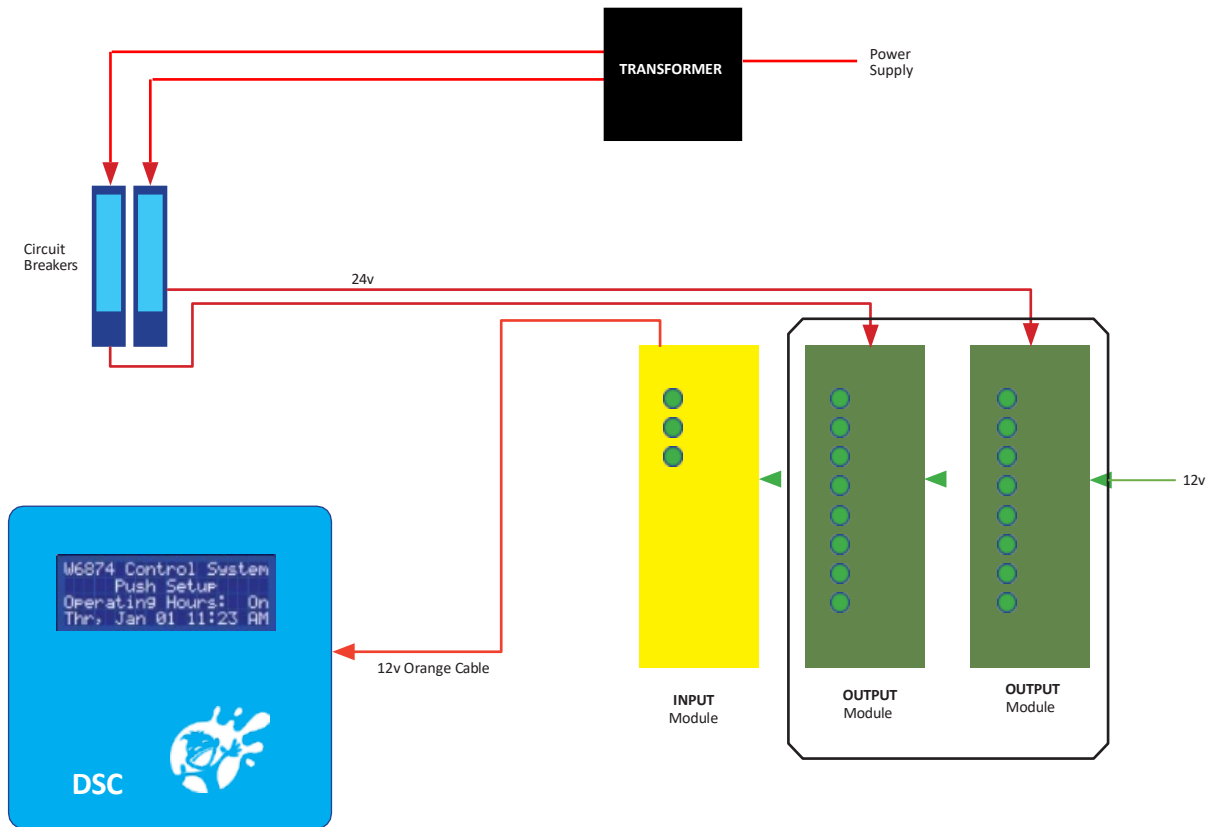 TRANSFORMER
Power
Supply
Circuit
Breakers
24v
12v
W6874 Control System
Push Setup
Operating Hours: On
Thr, Jan 01 11:23 AM
12v Orange Cable
INPUT
Module
OUTPUT
Module
OUTPUT
Module
DSC